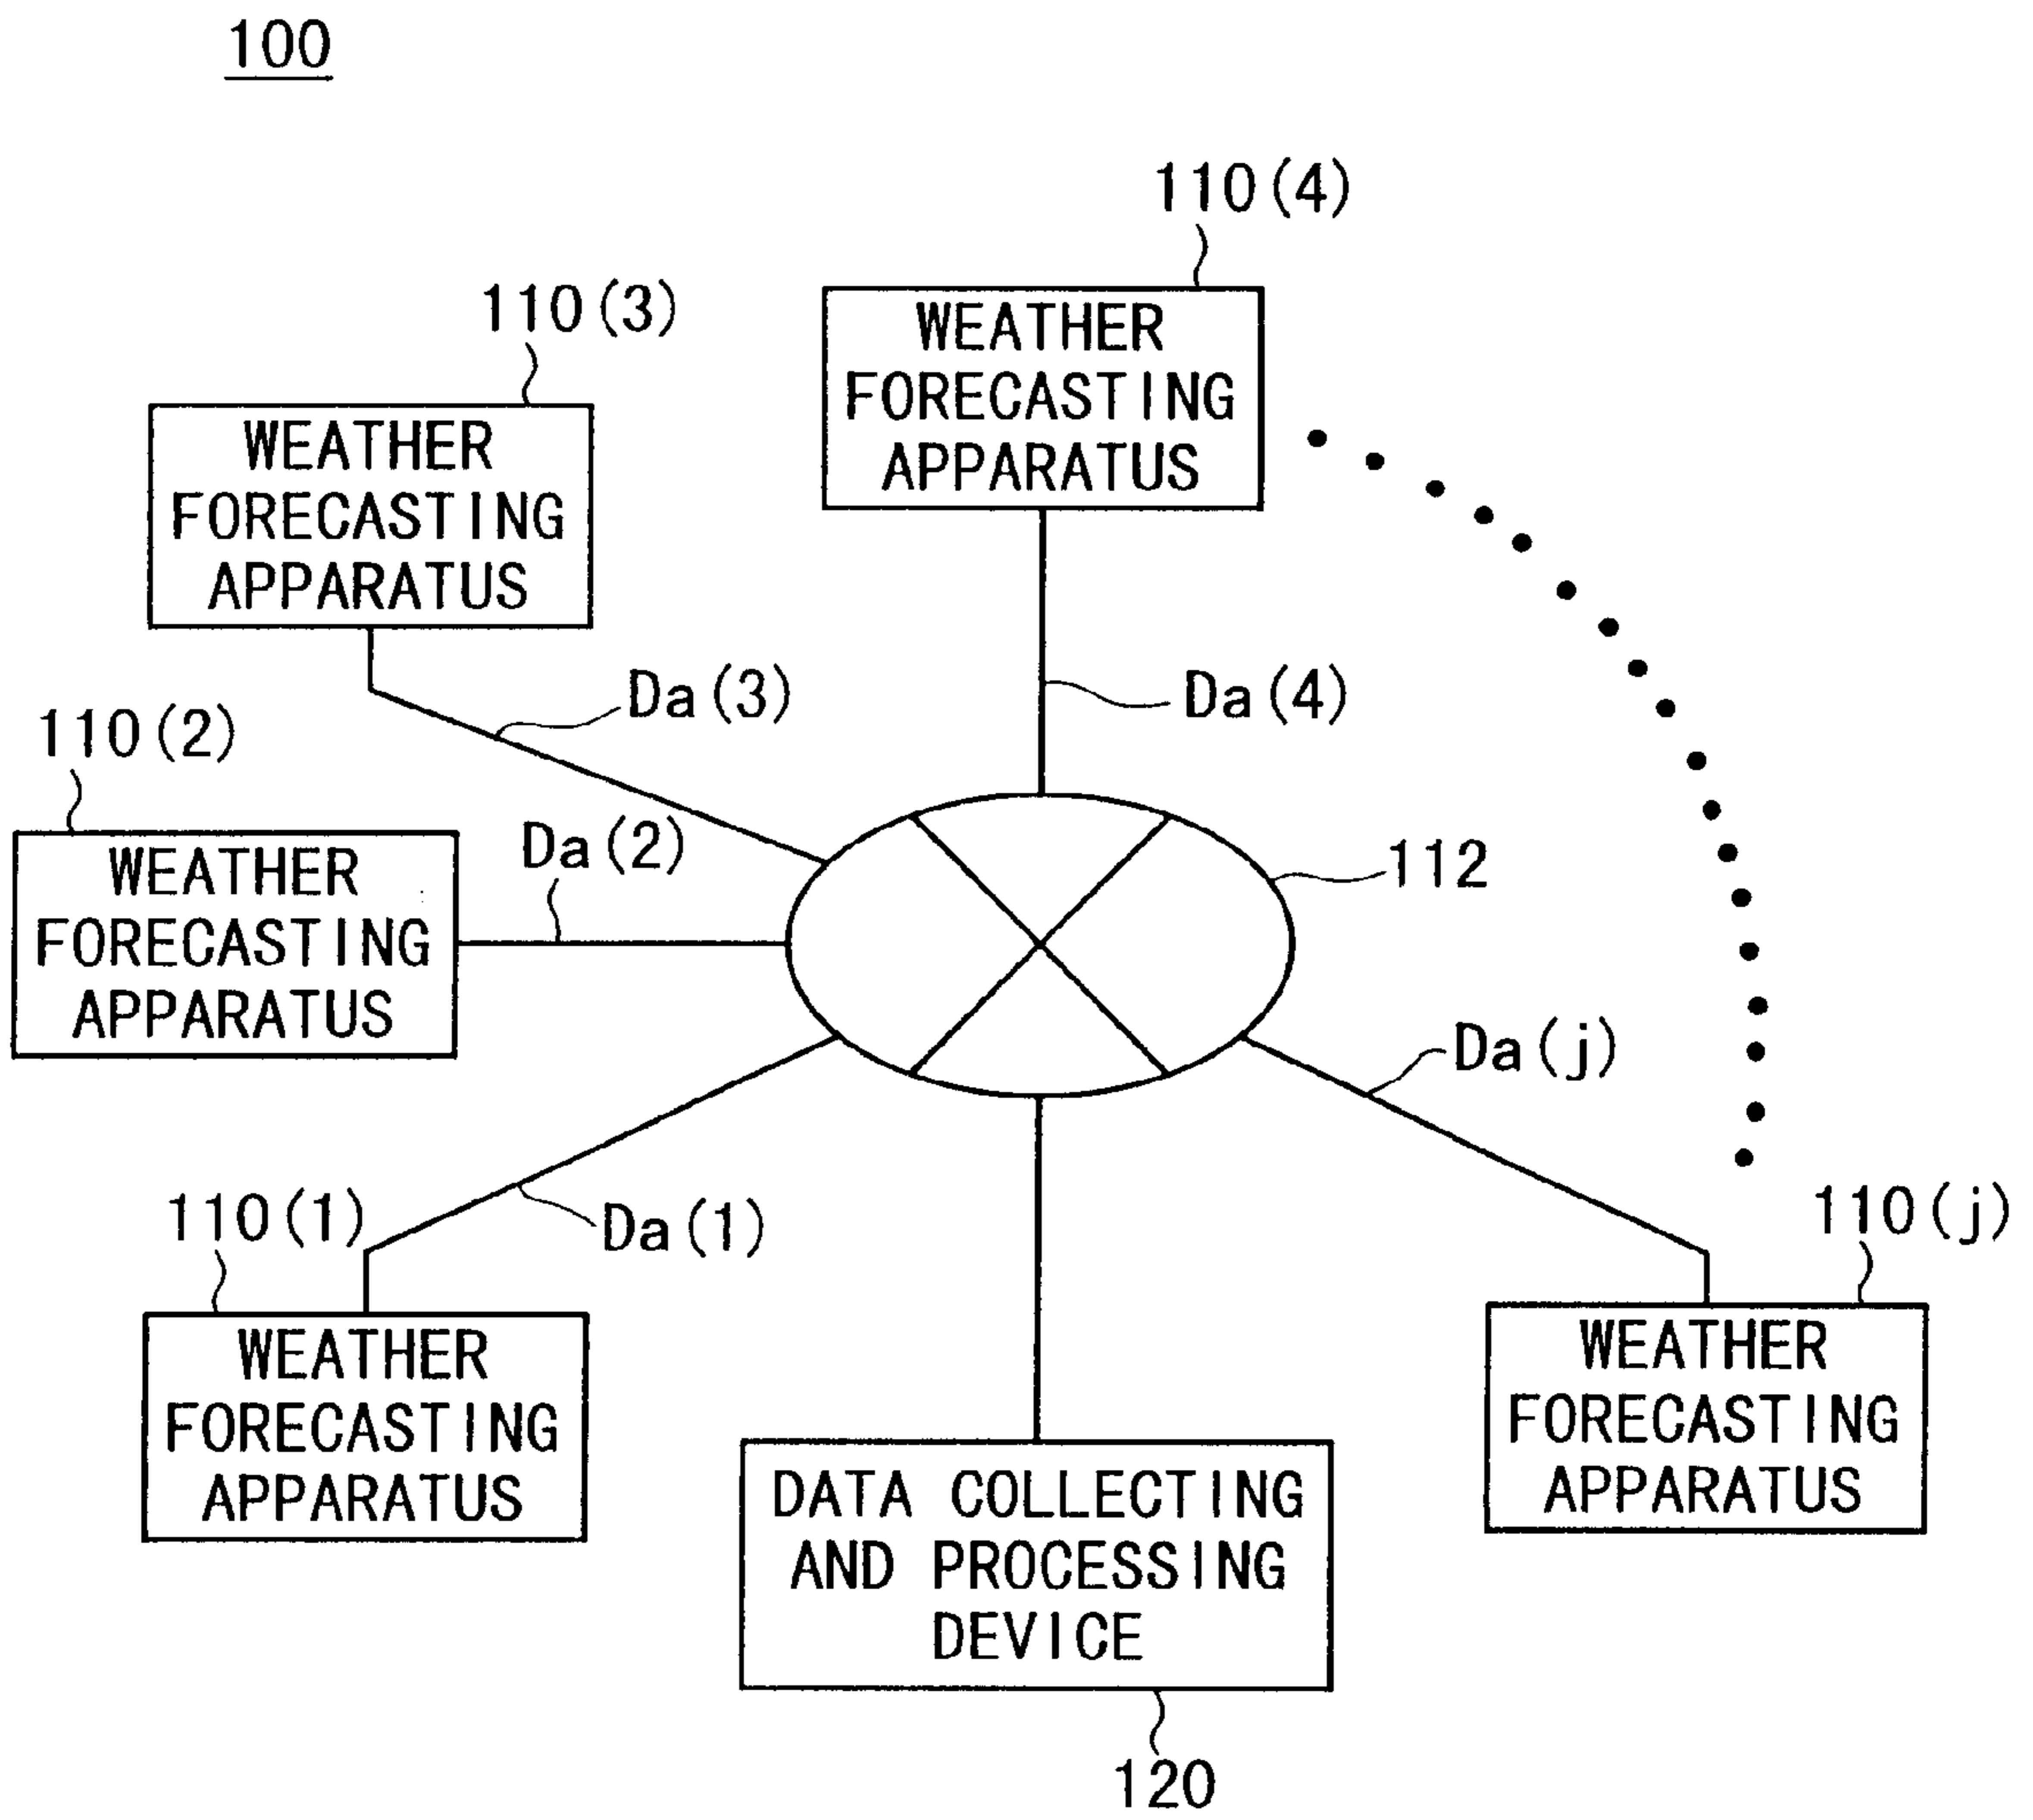 100
110(4)
WEATHER
FORECASTING
APPARATUS
110(3)
WEATHER
FORECASTING
APPARATUS
Da(3)
Da(4)
110(2)
WEATHER
FORECASTING
APPARATUS
Da(2)
112
Da(j)
110(1)
WEATHER
FORECASTING
APPARATUS
Da(1)
110(j)
WEATHER
FORECASTING
APPARATUS
DATA COLLECTING
AND PROCESSING
DEVICE
120